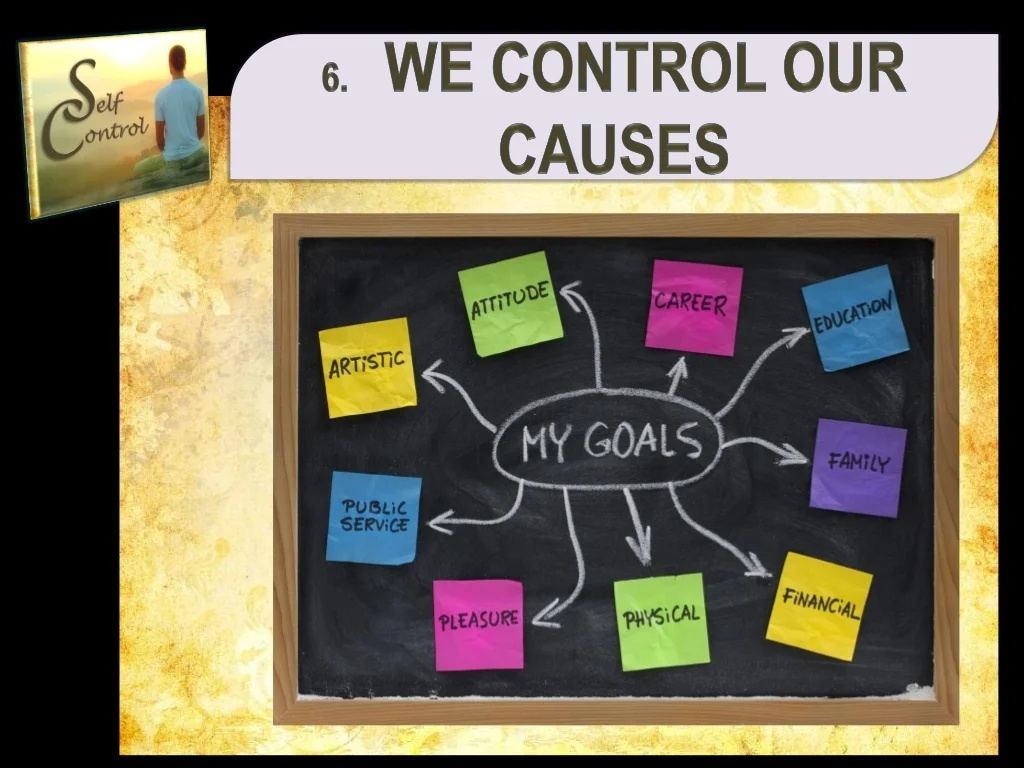 Self
Control
6. WE CONTROL OUR
CAUSES
ATTITUDE
CAREER
EDUCATION
ARTISTIC
MY GOALS
FAMILY
PUBLIC
SERVICE
PLEASURE
PHYSICAL
FINANCIAL